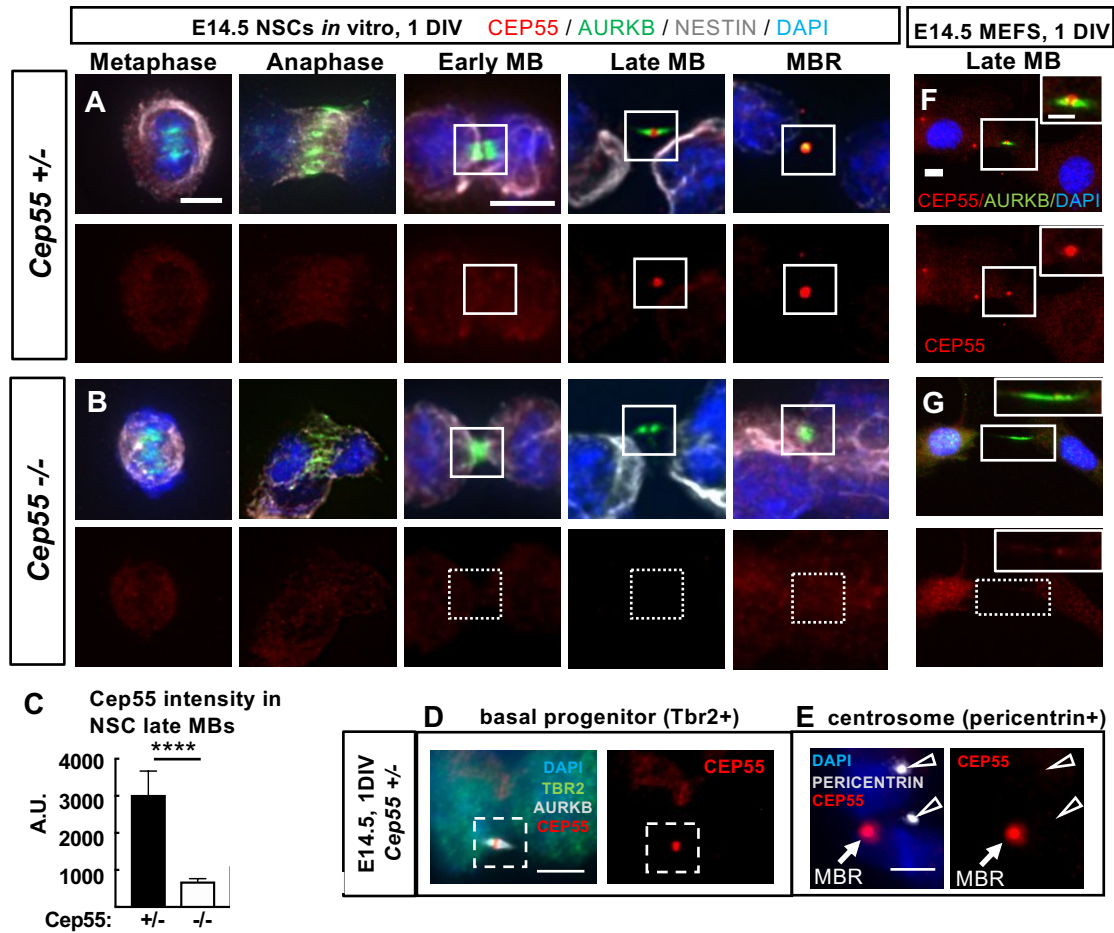 E14.5 NSCs in vitro, 1 DIV CEP55 / AURKB / NESTIN / DAPI
E14.5 MEFS, 1 DIV
Metaphase Anaphase Early MB Late MB MBR
Late MB
Cep55 +/-
A
F
CEP55/AURKB/DAPI
CEP55
Cep55 -/-
B
G
C Cep55 intensity in
NSC late MBs
****
4000
3000
2000
1000
A.U.
Cep55: +/- -/-
D basal progenitor (Tbr2+)
E14.5, 1DIV
Cep55 +/-
DAPI
TBR2
AURKB
CEP55
CEP55
E centrosome (pericentrin+)
DAPI
PERICENTRIN
CEP55
MBR
CEP55
MBR